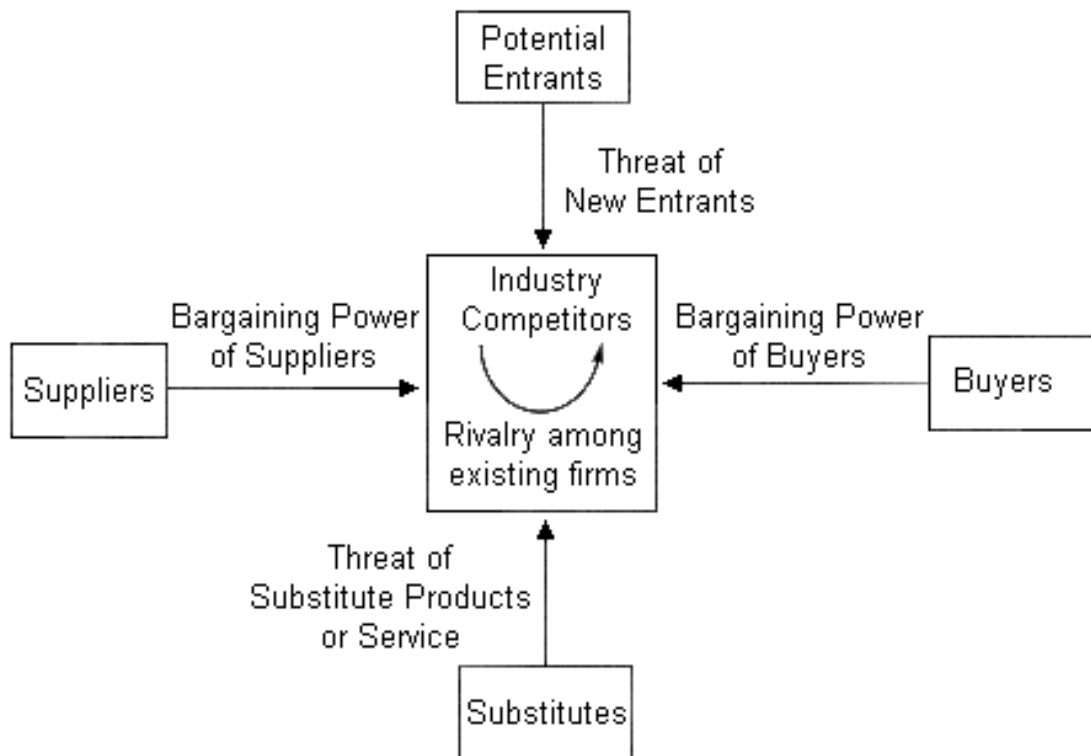 Potential
Entrants
Threat of
New Entrants
Industry
Competitors
Rivalry among
existing firms
Bargaining Power
of Suppliers
Suppliers
Bargaining Power
of Buyers
Buyers
Threat of
Substitute Products
or Service
Substitutes